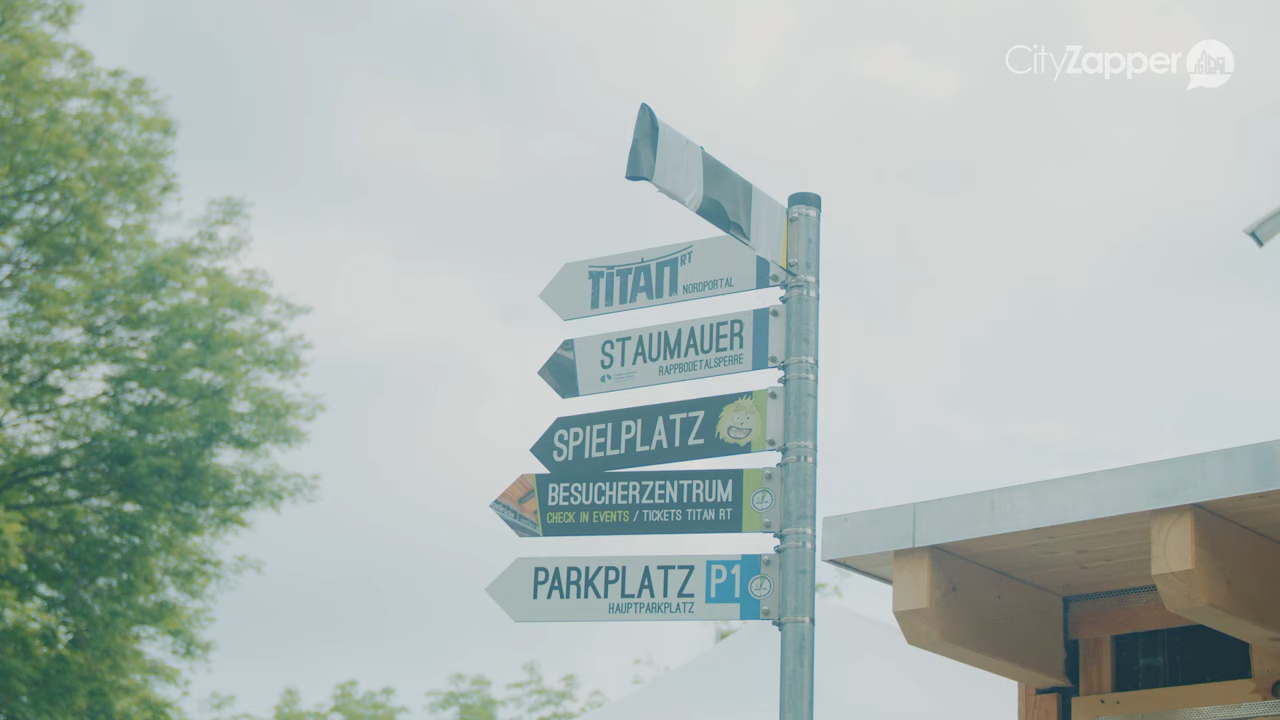 CityZapper
TITAN RT
NORDPORTAL
STAUMAUER
RAPPBODETALSPERRE
SPIELPLATZ
BESUCHERZENTRUM
CHECK IN EVENTS / TICKETS TITAN RT
PARKPLATZ P1
HAUPTPARKPLATZ